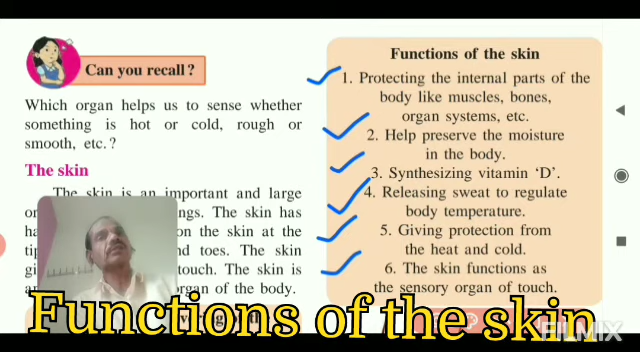 Can you recall ?
Which organ helps us to sense whether
something is hot or cold, rough or
smooth, etc. ?
The skin
The skin is an important and large
ngs. The skin has
on the skin at the
nd toes. The skin
touch. The skin is
rgan of the body.
Functions of the skin
1. Protecting the internal parts of the
body like muscles, bones,
organ systems, etc.
2. Help preserve the moisture
in the body.
3. Synthesizing vitamin ‘D’.
4. Releasing sweat to regulate
body temperature.
5. Giving protection from
the heat and cold.
6. The skin functions as
the sensory organ of touch.
Functions of the skin
FILMIX